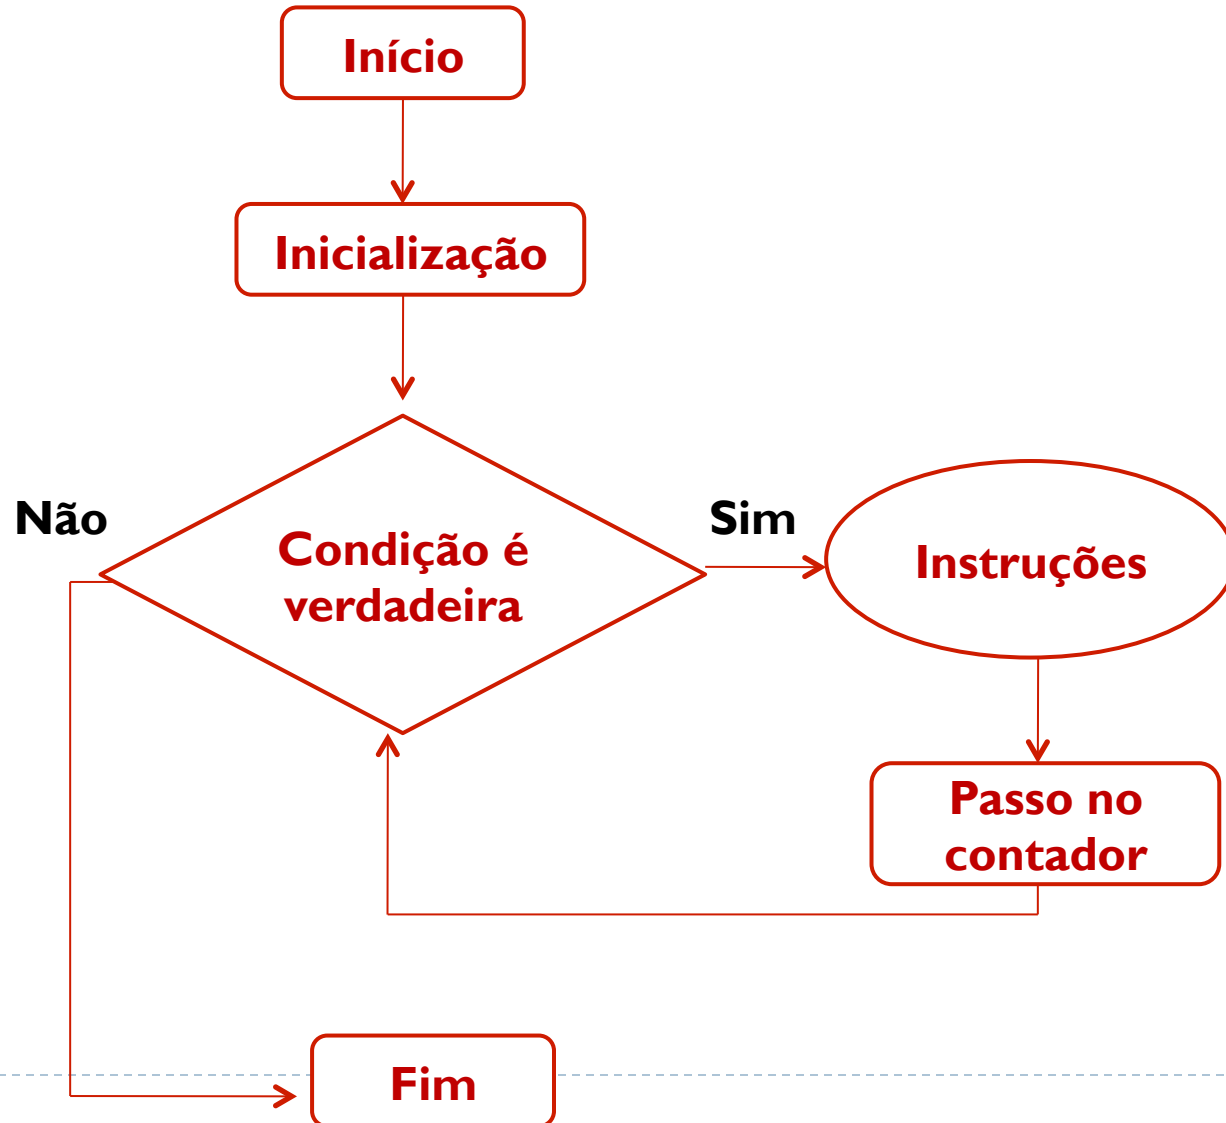 Início
Inicialização
Não
Condição é
verdadeira
Sim
Instruções
Passo no
contador
Fim